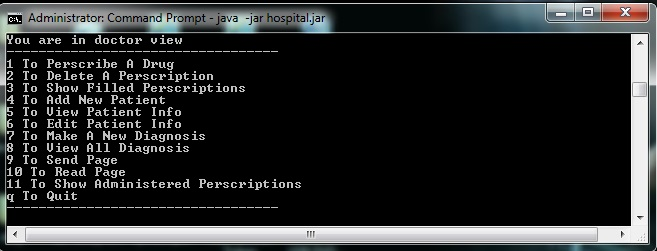 Administrator: Command Prompt - java -jar hospital.jar
You are in doctor view
----------------------------------
1 To Perscribe A Drug
2 To Delete A Perscription
3 To Show Filled Perscriptions
4 To Add New Patient
5 To View Patient Info
6 To Edit Patient Info
7 To Make A New Diagnosis
8 To View All Diagnosis
9 To Send Page
10 To Read Page
11 To Show Administered Perscriptions
q To Quit
----------------------------------